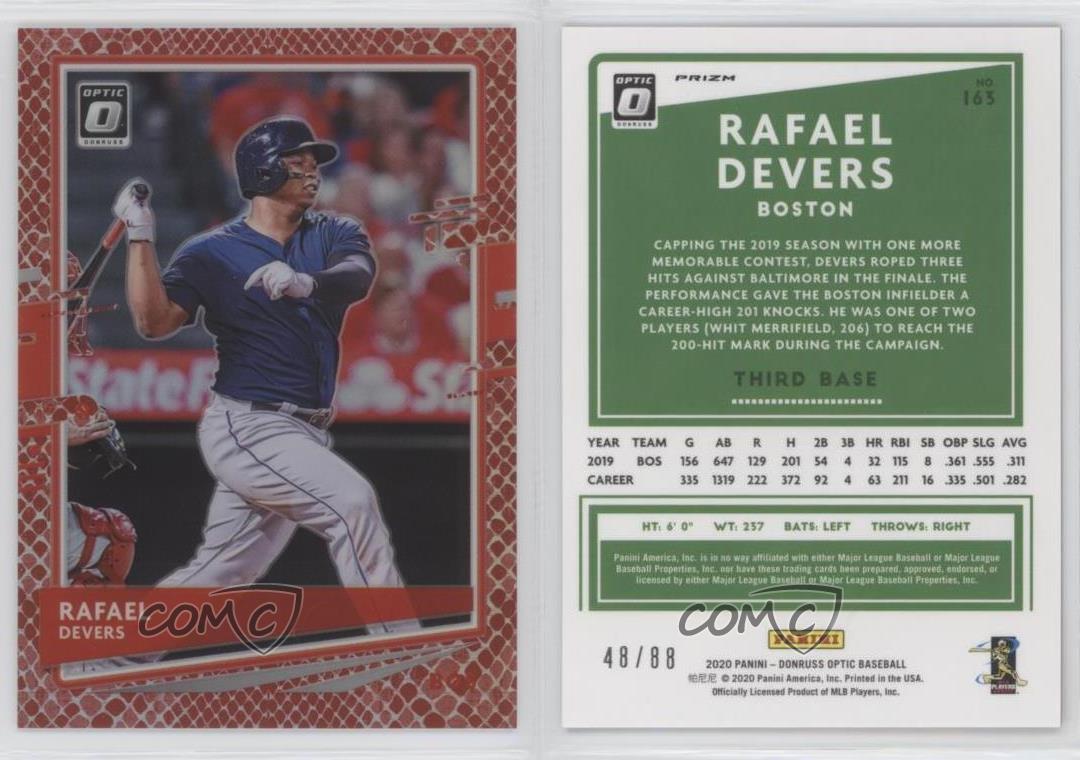 OPTIC
O
DONRUSS
StateF
Sta
RAFAEL
DEVERS
COMC
OPTIC
O
DONRUSS
PRIZM
NO.
163
RAFAEL
DEVERS
BOSTON
CAPPING THE 2019 SEASON WITH ONE MORE
MEMORABLE CONTEST, DEVERS ROPED THREE
HITS AGAINST BALTIMORE IN THE FINALE. THE
PERFORMANCE GAVE THE BOSTON INFIELDER A
CAREER-HIGH 201 KNOCKS. HE WAS ONE OF TWO
PLAYERS (WHIT MERRIFIELD, 206) TO REACH THE
200-HIT MARK DURING THE CAMPAIGN.
THIRD BASE
YEAR TEAM G AB R H 2B 3B HR RBI SB OBP SLG AVG
2019 BOS 156 647 129 201 54 4 32 115 8 .361 .555 .311
CAREER 335 1319 222 372 92 4 63 211 16 .335 .501 .282
HT: 6' 0" WT: 237 BATS: LEFT THROWS: RIGHT
Panini America, Inc. is in no way affiliated with either Major League Baseball or Major League
Baseball Properties, Inc. nor have these trading cards been prepared, approved, endorsed, or
licensed by either Major League Baseball or Major League Baseball Properties, Inc.
COMC
PANINI
48/88
2020 PANINI – DONRUSS OPTIC BASEBALL
帕尼尼 © 2020 Panini America, Inc. Printed in the USA.
Officially Licensed Product of MLB Players, Inc.
PLAYERS